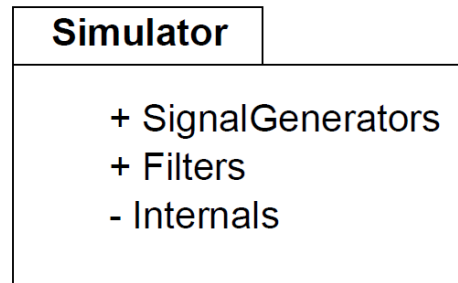 Simulator
+ SignalGenerators
+ Filters
- Internals